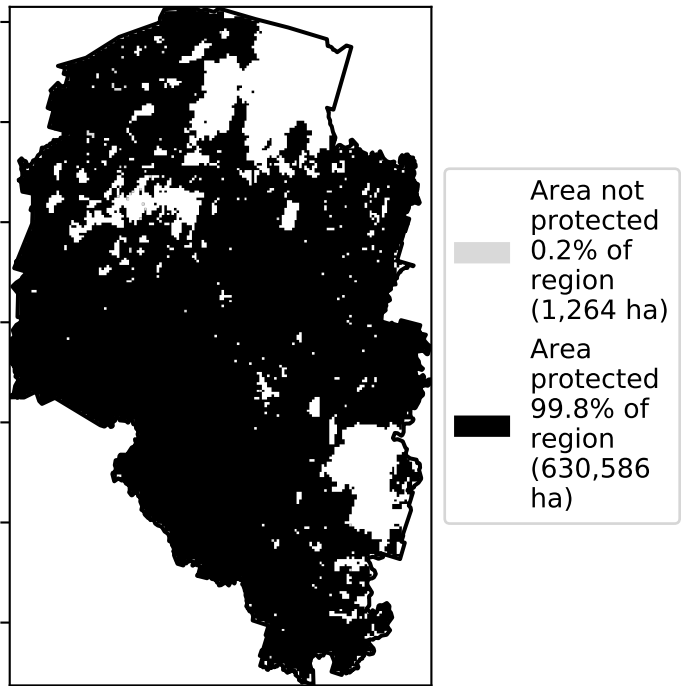 Area not
protected
0.2% of
region
(1,264 ha)
Area
protected
99.8% of
region
(630,586
ha)